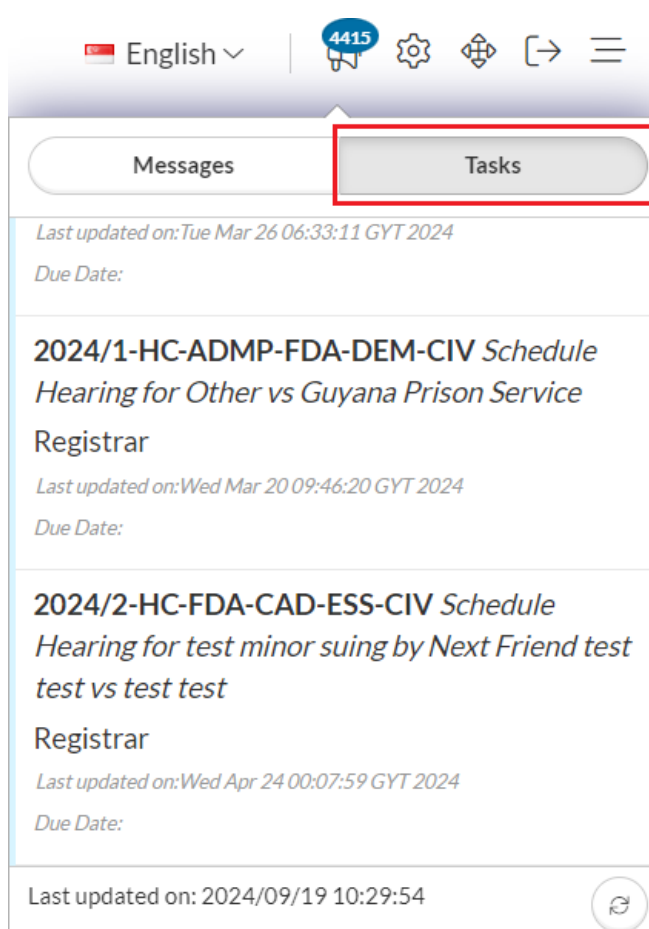 English
4415
Messages
Tasks
Last updated on:Tue Mar 26 06:33:11 GYT 2024
Due Date:
2024/1-HC-ADMP-FDA-DEM-CIV Schedule
Hearing for Other vs Guyana Prison Service
Registrar
Last updated on:Wed Mar 20 09:46:20 GYT 2024
Due Date:
2024/2-HC-FDA-CAD-ESS-CIV Schedule
Hearing for test minor suing by Next Friend test
test vs test test
Registrar
Last updated on:Wed Apr 24 00:07:59 GYT 2024
Due Date:
Last updated on: 2024/09/19 10:29:54